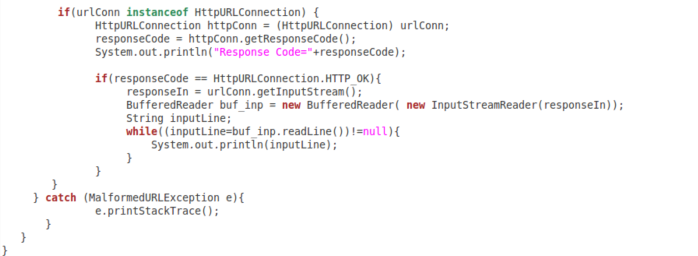 if(urlConn instanceof HttpURLConnection) {
HttpURLConnection httpConn = (HttpURLConnection) urlConn;
responseCode = httpConn.getResponseCode();
System.out.println("Response Code="+responseCode);
if(responseCode == HttpURLConnection.HTTP_OK){
responseIn = urlConn.getInputStream();
BufferedReader buf_inp = new BufferedReader( new InputStreamReader(responseIn));
String inputLine;
while((inputLine=buf_inp.readLine())!=null){
System.out.println(inputLine);
}
}
}
} catch (MalformedURLException e){
e.printStackTrace();
}
}
}